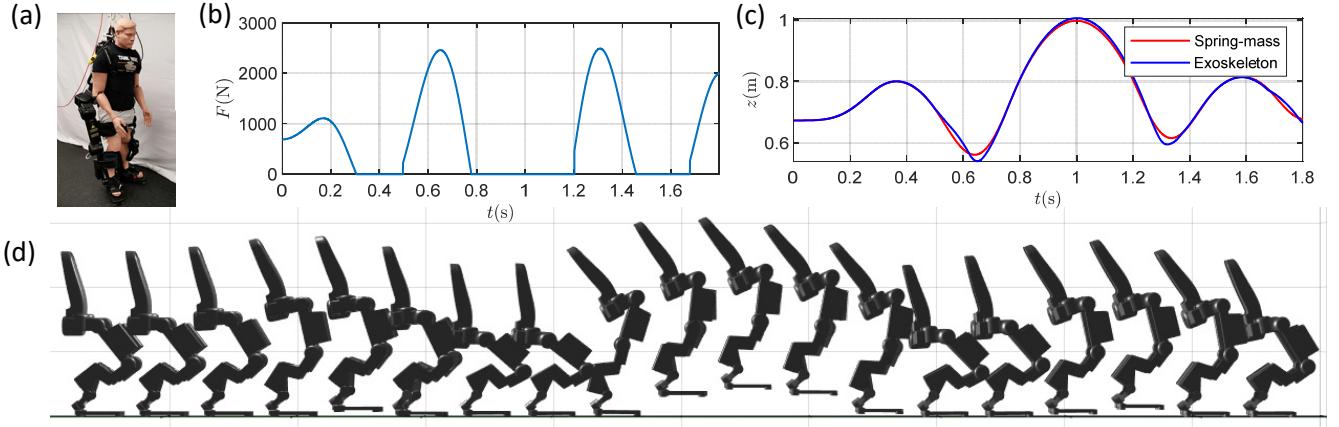 (a)
(b)
3000
2000
1000
0
F(N)
0 0.2 0.4 0.6 0.8 1 1.2 1.4 1.6
t(s)
(c)
1
0.8
0.6
z(m)
Spring-mass
Exoskeleton
0 0.2 0.4 0.6 0.8 1 1.2 1.4 1.6 1.8
t(s)
(d)